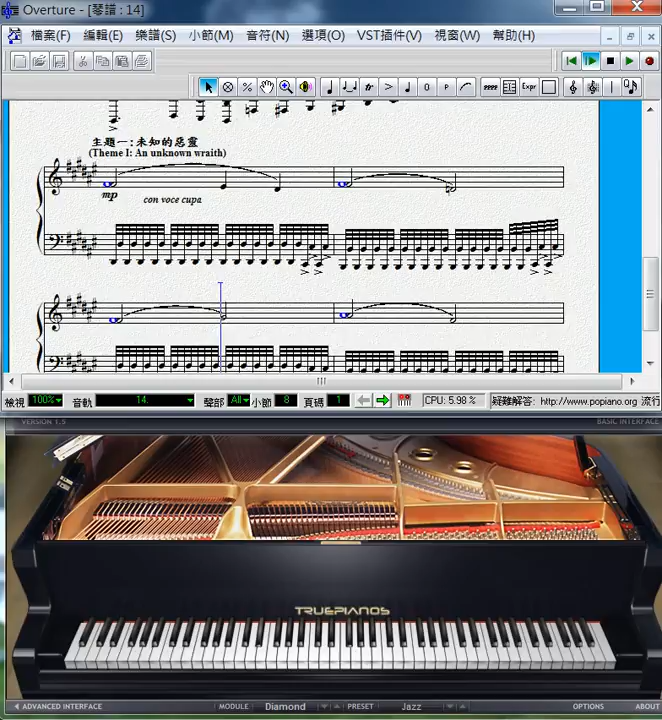 Overture - [琴譜 : 14]
檔案(F) 編輯(E) 樂譜(S) 小節(M) 音符(N) 選項(O) VST插件(V) 視窗(W) 幫助(H)
tr > O P Expr
主題一:未知的惡靈
(Theme I: An unknown wraith)
mp
con voce cupa
檢視 100% 音軌 14. 聲部 All 小節 8 頁碼 1 CPU: 5.98 % 疑難解答: http://www.popiano.org 流行
VERSION 1.5 BASIC INTERFACE
TRUEPIANOS
ADVANCED INTERFACE MODULE Diamond PRESET Jazz OPTIONS ABOUT